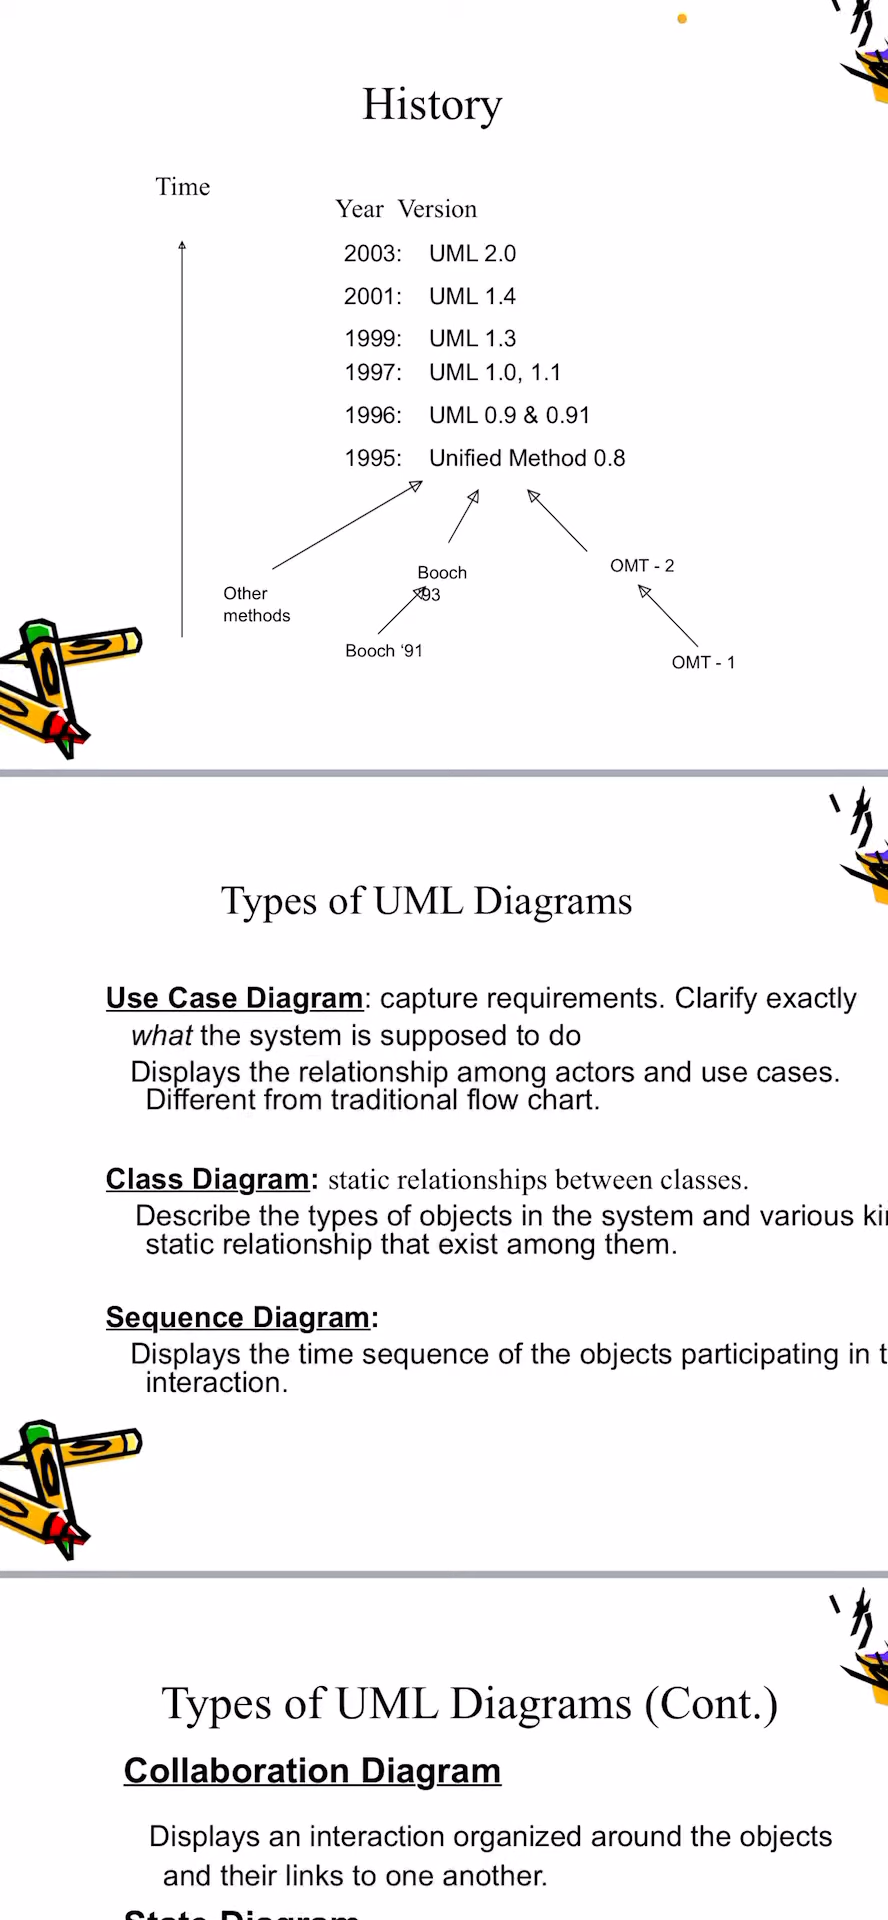 History
Time
Year Version
2003: UML 2.0
2001: UML 1.4
1999: UML 1.3
1997: UML 1.0, 1.1
1996: UML 0.9 & 0.91
1995: Unified Method 0.8
Booch
'93
OMT - 2
Other
methods
Booch ‘91
OMT - 1
Types of UML Diagrams
Use Case Diagram: capture requirements. Clarify exactly
what the system is supposed to do
Displays the relationship among actors and use cases.
Different from traditional flow chart.
Class Diagram: static relationships between classes.
Describe the types of objects in the system and various
static relationship that exist among them.
Sequence Diagram:
Displays the time sequence of the objects participating in
interaction.
Types of UML Diagrams (Cont.)
Collaboration Diagram
Displays an interaction organized around the objects
and their links to one another.
State Diagram